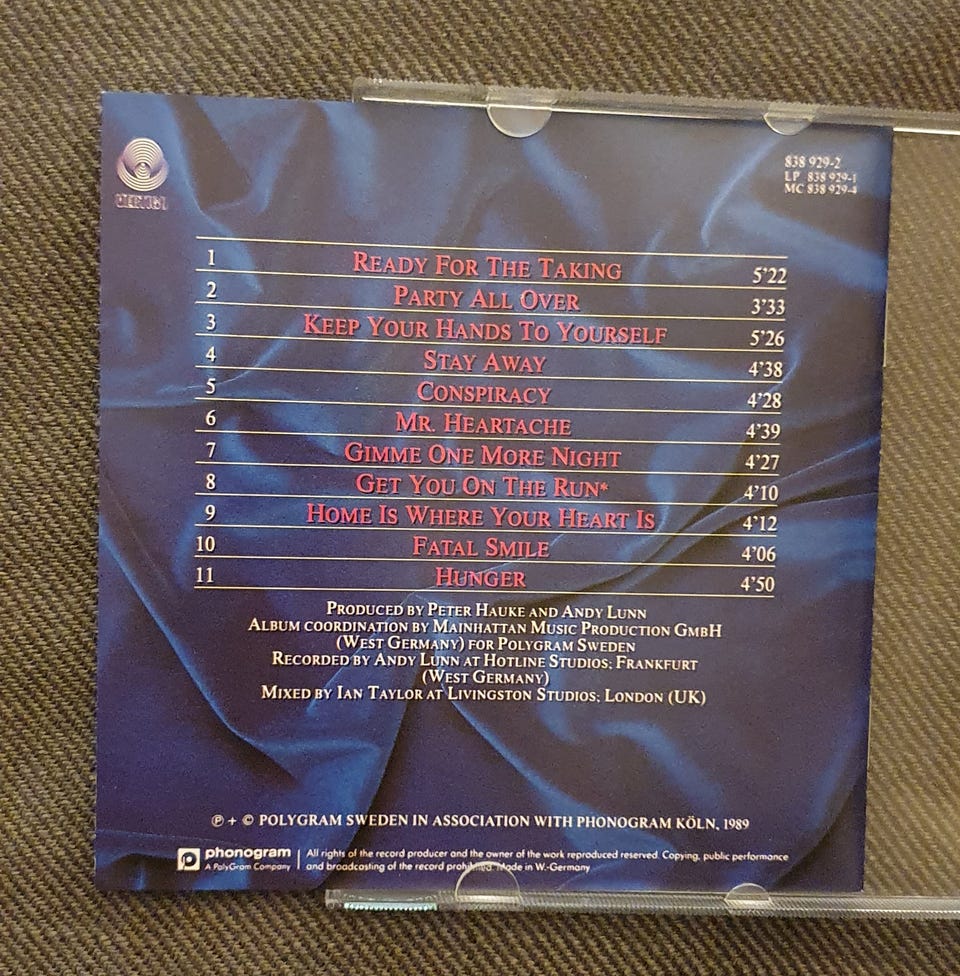 VERTIGO
838 929-2
LP 838 929-1
MC 838 929-4
1 READY FOR THE TAKING 5'22
2 PARTY ALL OVER 3'33
3 KEEP YOUR HANDS TO YOURSELF 5'26
4 STAY AWAY 4'38
5 CONSPIRACY 4'28
6 MR. HEARTACHE 4'39
7 GIMME ONE MORE NIGHT 4'27
8 GET YOU ON THE RUN* 4'10
9 HOME IS WHERE YOUR HEART IS 4'12
10 FATAL SMILE 4'06
11 HUNGER 4'50
PRODUCED BY PETER HAUKE AND ANDY LUNN
ALBUM COORDINATION BY MAINHATTAN MUSIC PRODUCTION GMBH
(WEST GERMANY) FOR POLYGRAM SWEDEN
RECORDED BY ANDY LUNN AT HOTLINE STUDIOS; FRANKFURT
(WEST GERMANY)
MIXED BY IAN TAYLOR AT LIVINGSTON STUDIOS; LONDON (UK)
℗ + © POLYGRAM SWEDEN IN ASSOCIATION WITH PHONOGRAM KÖLN, 1989
phonogram
A PolyGram Company
All rights of the record producer and the owner of the work reproduced reserved. Copying, public performance
and broadcasting of the record prohibited. Made in W.-Germany